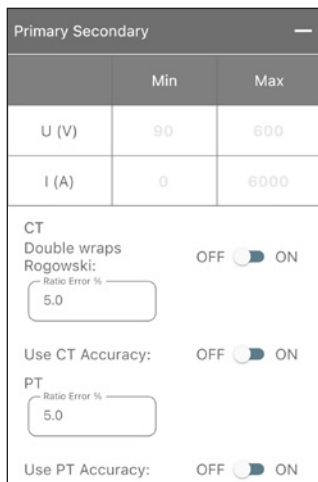 Primary Secondary
Min Max
U (V) 90 600
I (A) 0 6000
CT
Double wraps
Rogowski:
OFF ON
Ratio Error %
5.0
Use CT Accuracy: OFF ON
PT
Ratio Error %
5.0
Use PT Accuracy: OFF ON